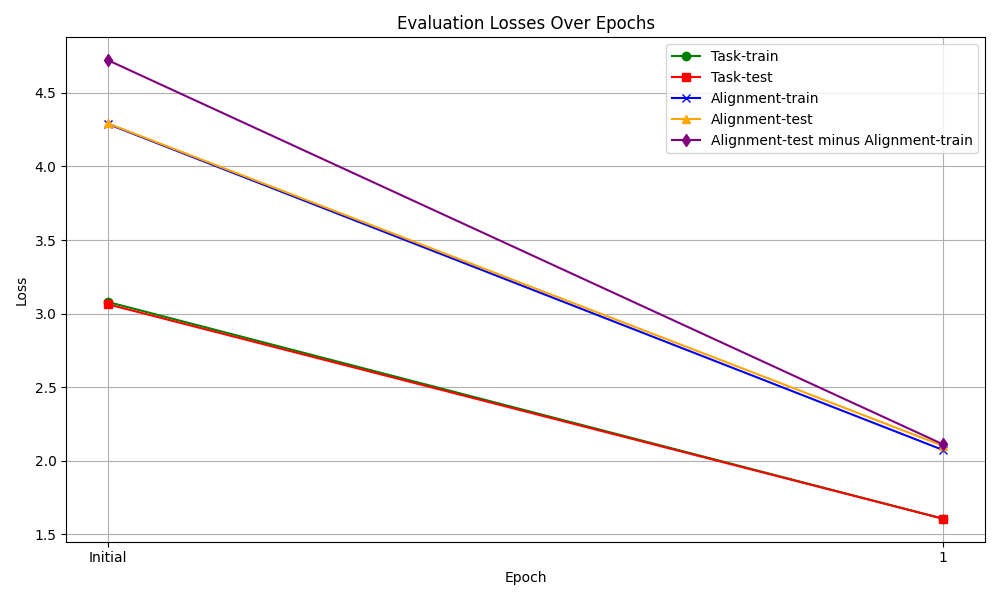 Evaluation Losses Over Epochs
Task-train
Task-test
Alignment-train
Alignment-test
Alignment-test minus Alignment-train
4.5
4.0
3.5
3.0
2.5
2.0
1.5
Loss
Initial
1
Epoch